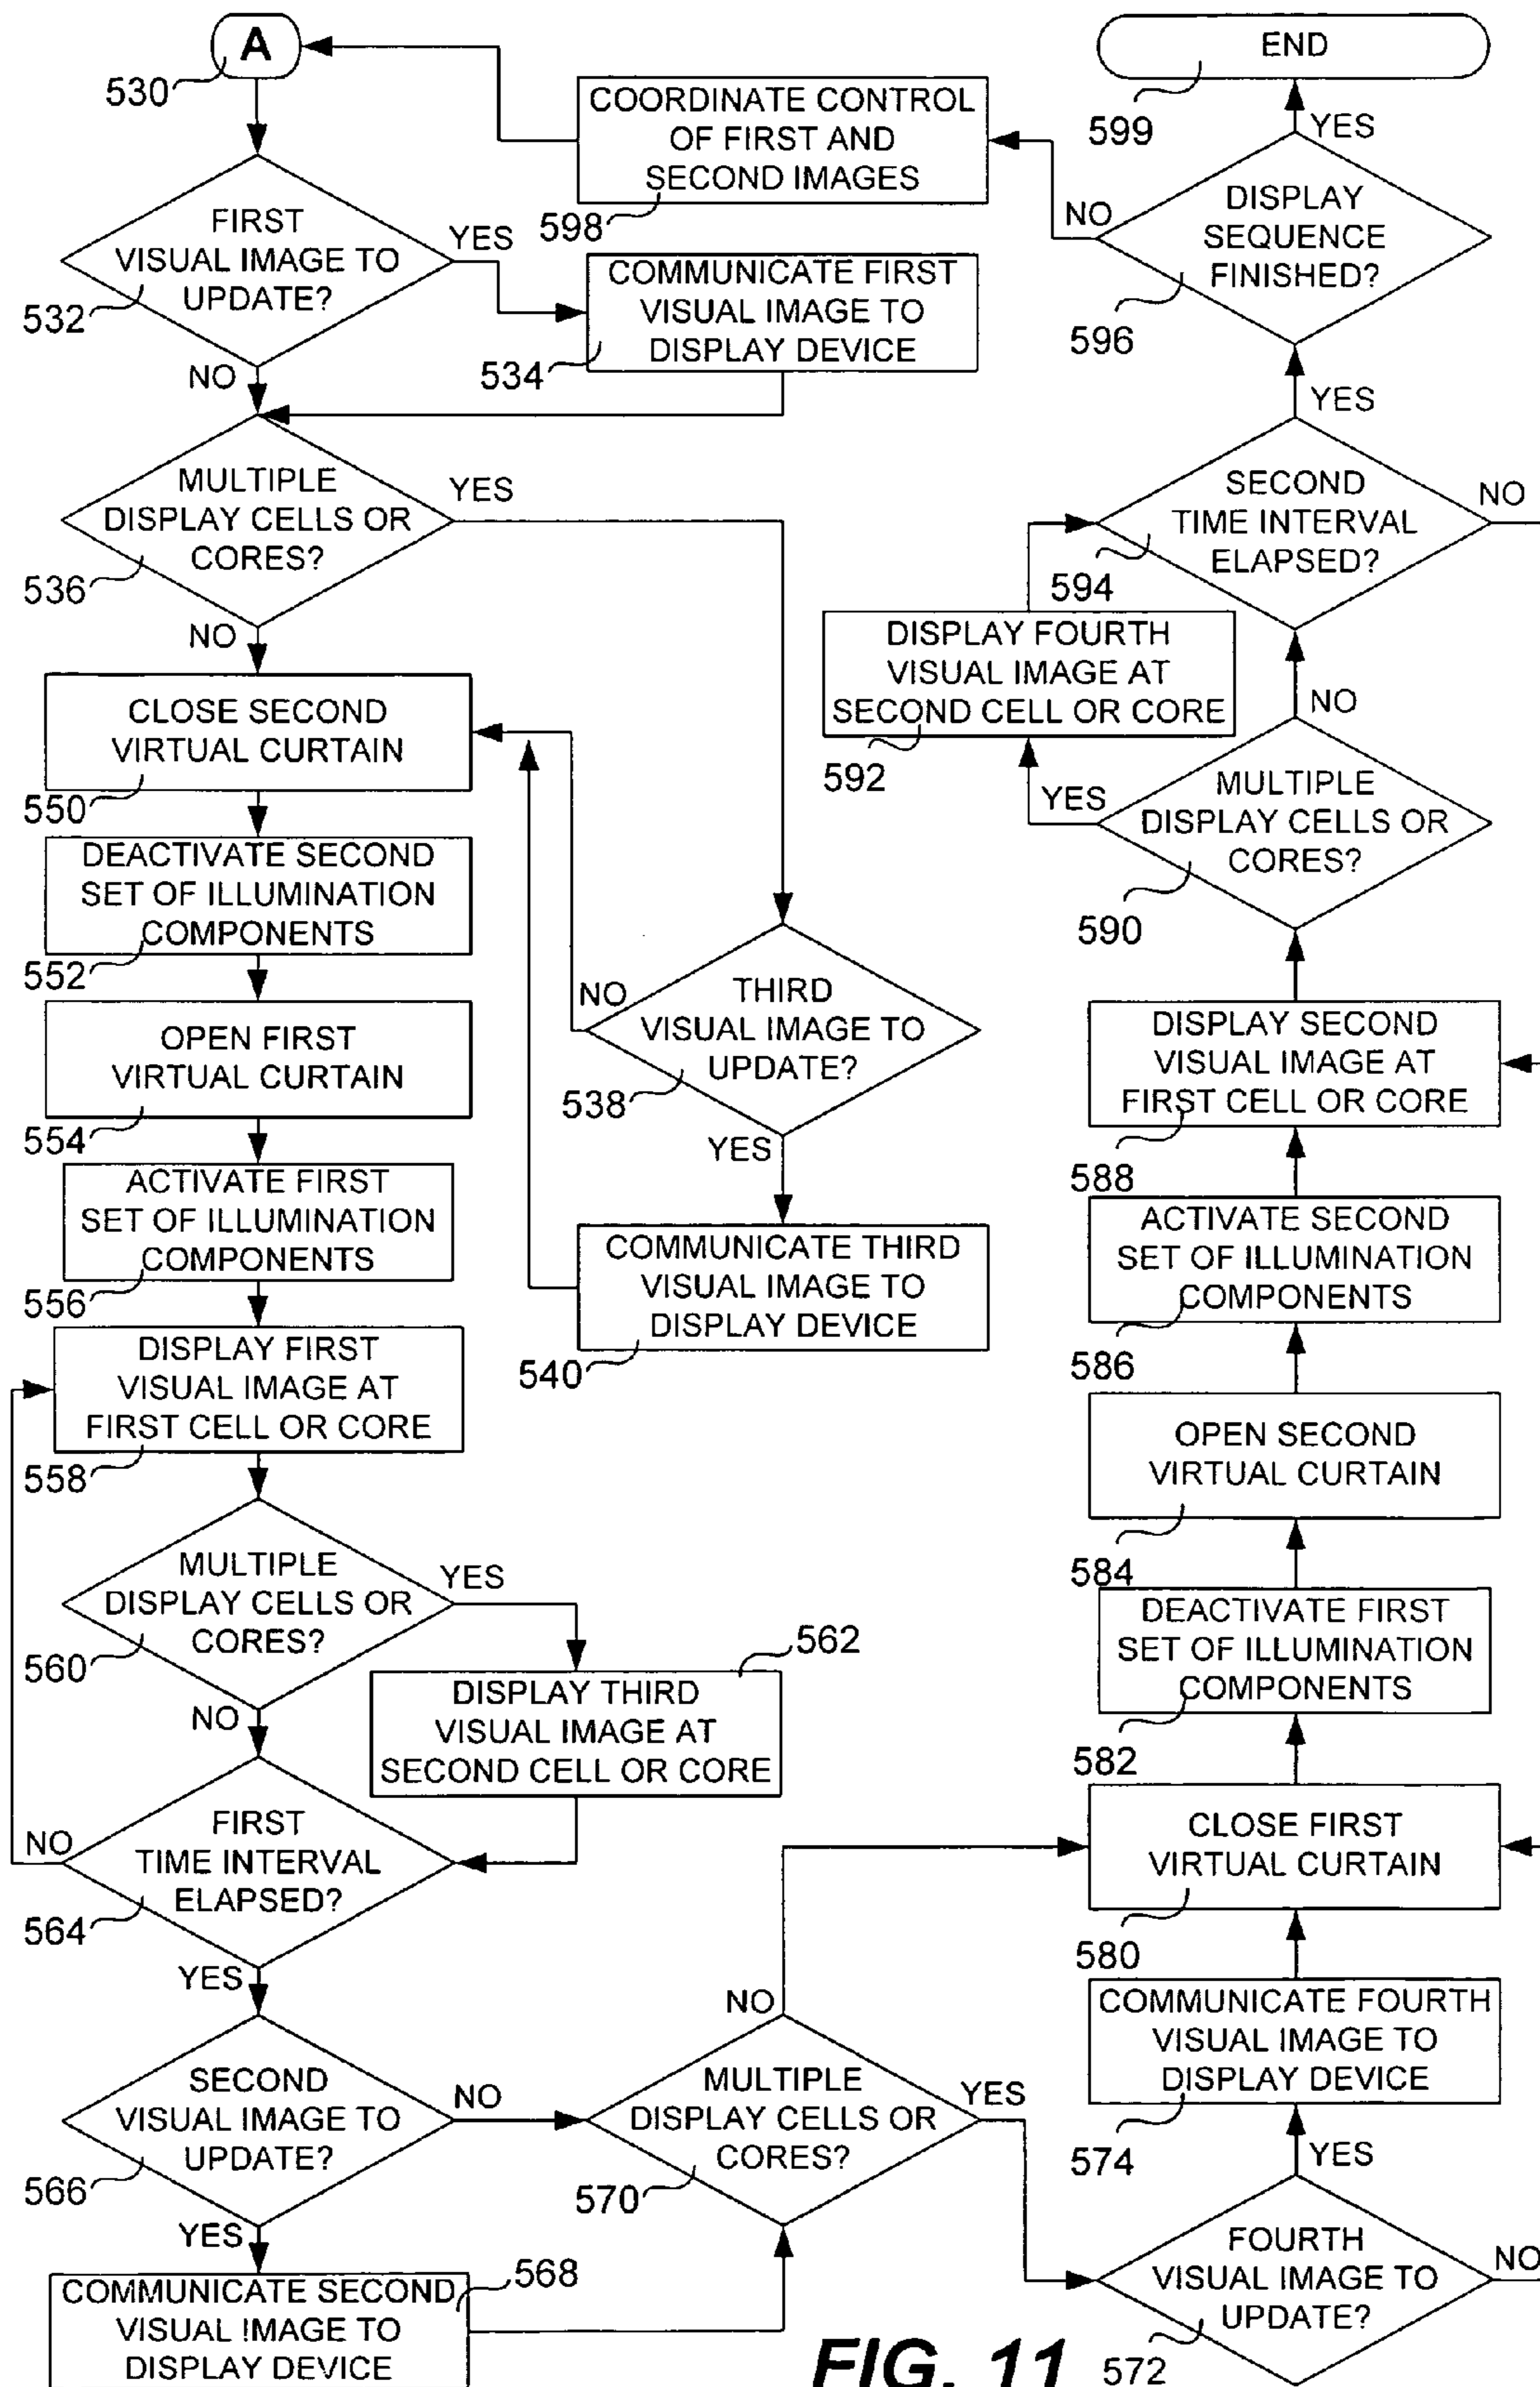 A
530
FIRST
VISUAL IMAGE TO
UPDATE?
532
YES
NO
COMMUNICATE FIRST
VISUAL IMAGE TO
DISPLAY DEVICE
534
MULTIPLE
DISPLAY CELLS OR
CORES?
536
YES
NO
THIRD
VISUAL IMAGE TO
UPDATE?
538
NO
YES
COMMUNICATE THIRD
VISUAL IMAGE TO
DISPLAY DEVICE
540
CLOSE SECOND
VIRTUAL CURTAIN
550
DEACTIVATE SECOND
SET OF ILLUMINATION
COMPONENTS
552
OPEN FIRST
VIRTUAL CURTAIN
554
ACTIVATE FIRST
SET OF ILLUMINATION
COMPONENTS
556
DISPLAY FIRST
VISUAL IMAGE AT
FIRST CELL OR CORE
558
MULTIPLE
DISPLAY CELLS OR
CORES?
560
YES
NO
562
DISPLAY THIRD
VISUAL IMAGE AT
SECOND CELL OR CORE
FIRST
TIME INTERVAL
ELAPSED?
564
NO
YES
SECOND
VISUAL IMAGE TO
UPDATE?
566
NO
YES
568
COMMUNICATE SECOND
VISUAL IMAGE TO
DISPLAY DEVICE
MULTIPLE
DISPLAY CELLS OR
CORES?
570
NO
YES
FOURTH
VISUAL IMAGE TO
UPDATE?
572
NO
YES
COMMUNICATE FOURTH
VISUAL IMAGE TO
DISPLAY DEVICE
574
CLOSE FIRST
VIRTUAL CURTAIN
580
DEACTIVATE FIRST
SET OF ILLUMINATION
COMPONENTS
582
OPEN SECOND
VIRTUAL CURTAIN
584
ACTIVATE SECOND
SET OF ILLUMINATION
COMPONENTS
586
DISPLAY SECOND
VISUAL IMAGE AT
FIRST CELL OR CORE
588
MULTIPLE
DISPLAY CELLS OR
CORES?
590
YES
NO
DISPLAY FOURTH
VISUAL IMAGE AT
SECOND CELL OR CORE
592
SECOND
TIME INTERVAL
ELAPSED?
594
NO
YES
DISPLAY
SEQUENCE
FINISHED?
596
NO
YES
COORDINATE CONTROL
OF FIRST AND
SECOND IMAGES
598
END
599
FIG. 11